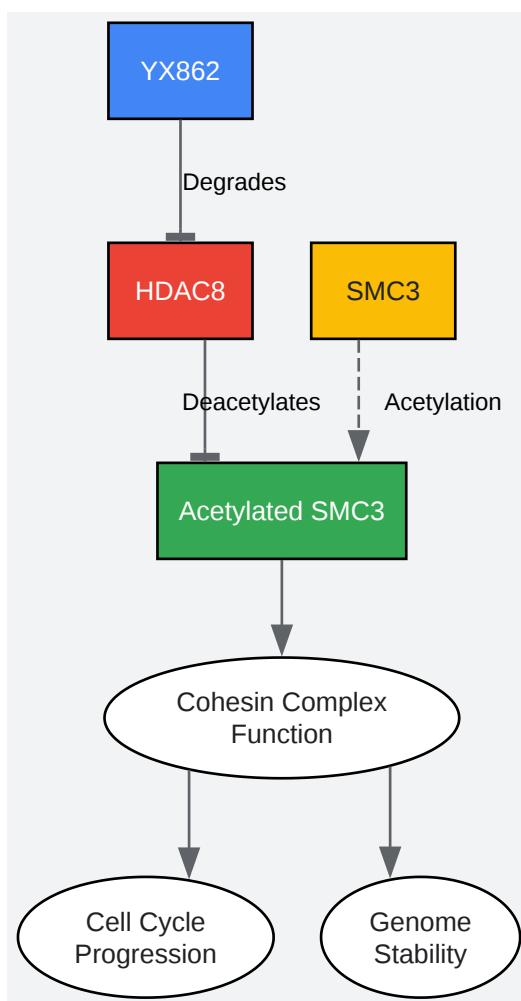 YX862
Degrades
HDAC8
SMC3
Deacetylates
Acetylation
Acetylated SMC3
Cohesin Complex
Function
Cell Cycle
Progression
Genome
Stability